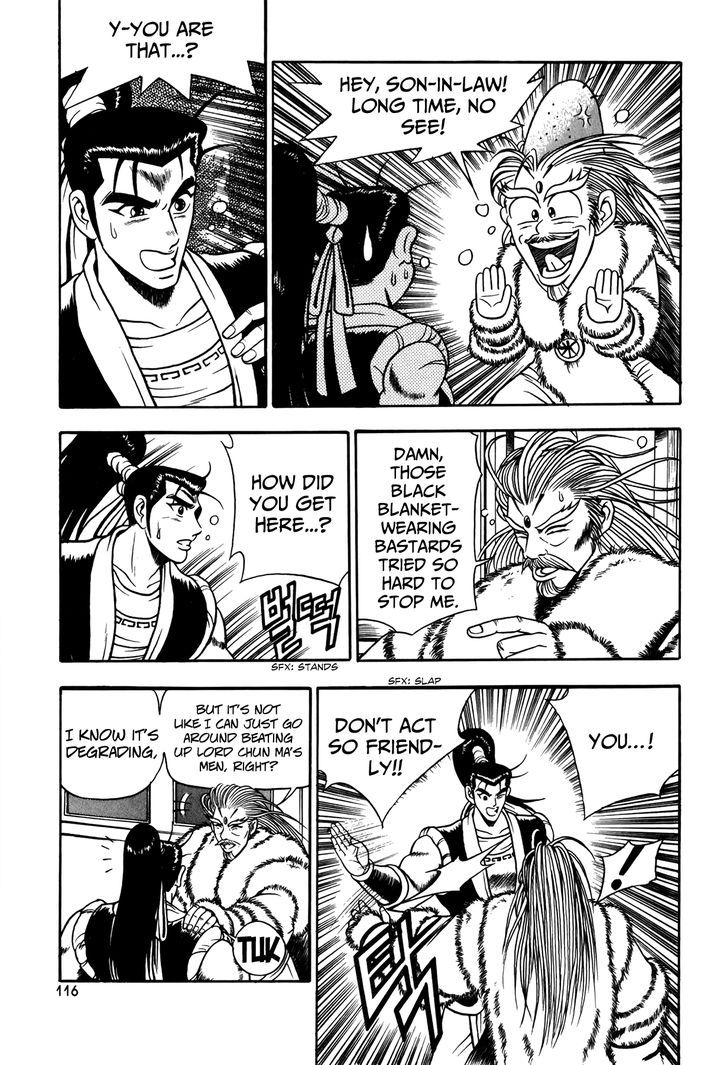 Y-YOU ARE
THAT...?
HEY, SON-IN-LAW!
LONG TIME, NO
SEE!
HOW DID
YOU GET
HERE...?
벌떡
SFX: STANDS
DAMN,
THOSE
BLACK
BLANKET-
WEARING
BASTARDS
TRIED SO
HARD TO
STOP ME.
I KNOW IT'S
DEGRADING,
BUT IT'S NOT
LIKE I CAN JUST GO
AROUND BEATING
UP LORD CHUN MA'S
MEN, RIGHT?
TUK
SFX: SLAP
YOU...!
DON'T ACT
SO FRIEND-
LY!!
!
탁
116